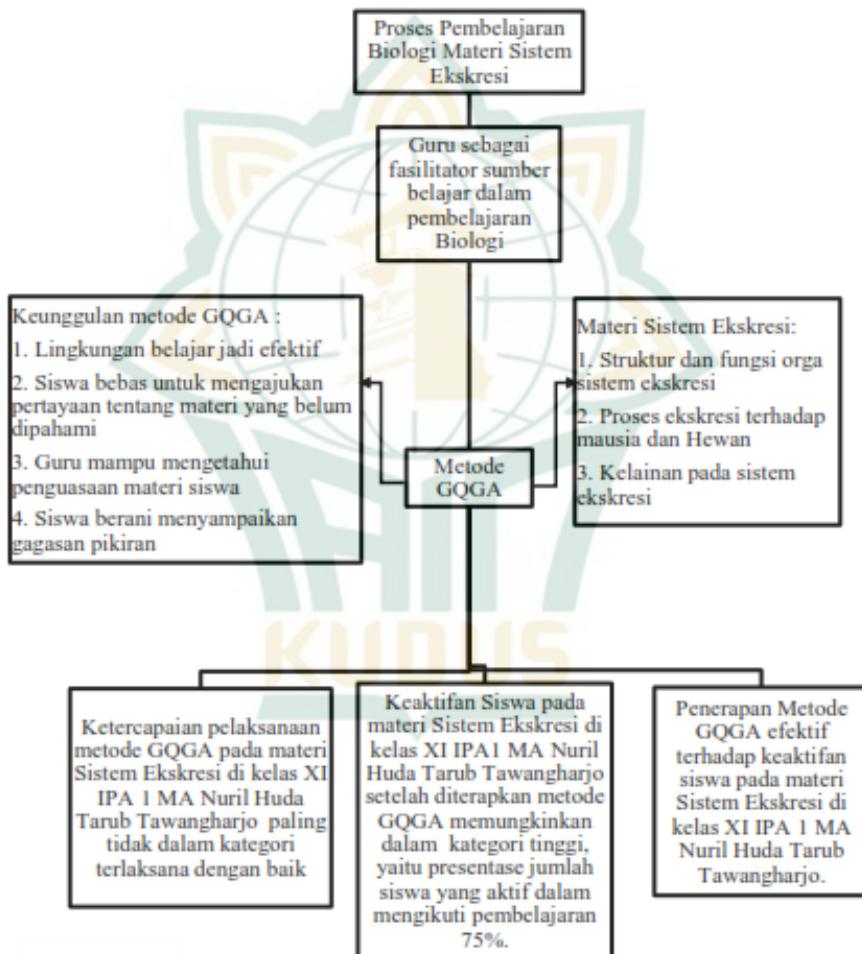 Proses Pembelajaran
Biologi Materi Sistem
Ekskresi
Guru sebagai
fasilitator sumber
belajar dalam
pembelajaran
Biologi
Keunggulan metode GQGA :
1. Lingkungan belajar jadi efektif
2. Siswa bebas untuk mengajukan
pertayaan tentang materi yang belum
dipahami
3. Guru mampu mengetahui
penguasaan materi siswa
4. Siswa berani menyampaikan
gagasan pikiran
Materi Sistem Ekskresi:
1. Struktur dan fungsi orga
sistem ekskresi
2. Proses ekskresi terhadap
mausia dan Hewan
3. Kelainan pada sistem
ekskresi
Metode
GQGA
KUDUS
Ketercapaian pelaksanaan
metode GQGA pada materi
Sistem Ekskresi di kelas XI
IPA 1 MA Nuril Huda
Tarub Tawangharjo paling
tidak dalam kategori
terlaksana dengan baik
Keaktifan Siswa pada
materi Sistem Ekskresi di
kelas XI IPA1 MA Nuril
Huda Tarub Tawangharjo
setelah diterapkan metode
GQGA memungkinkan
dalam kategori tinggi,
yaitu presentase jumlah
siswa yang aktif dalam
mengikuti pembelajaran
75%.
Penerapan Metode
GQGA efektif
terhadap keaktifan
siswa pada materi
Sistem Ekskresi di
kelas XI IPA 1 MA
Nuril Huda Tarub
Tawangharjo.